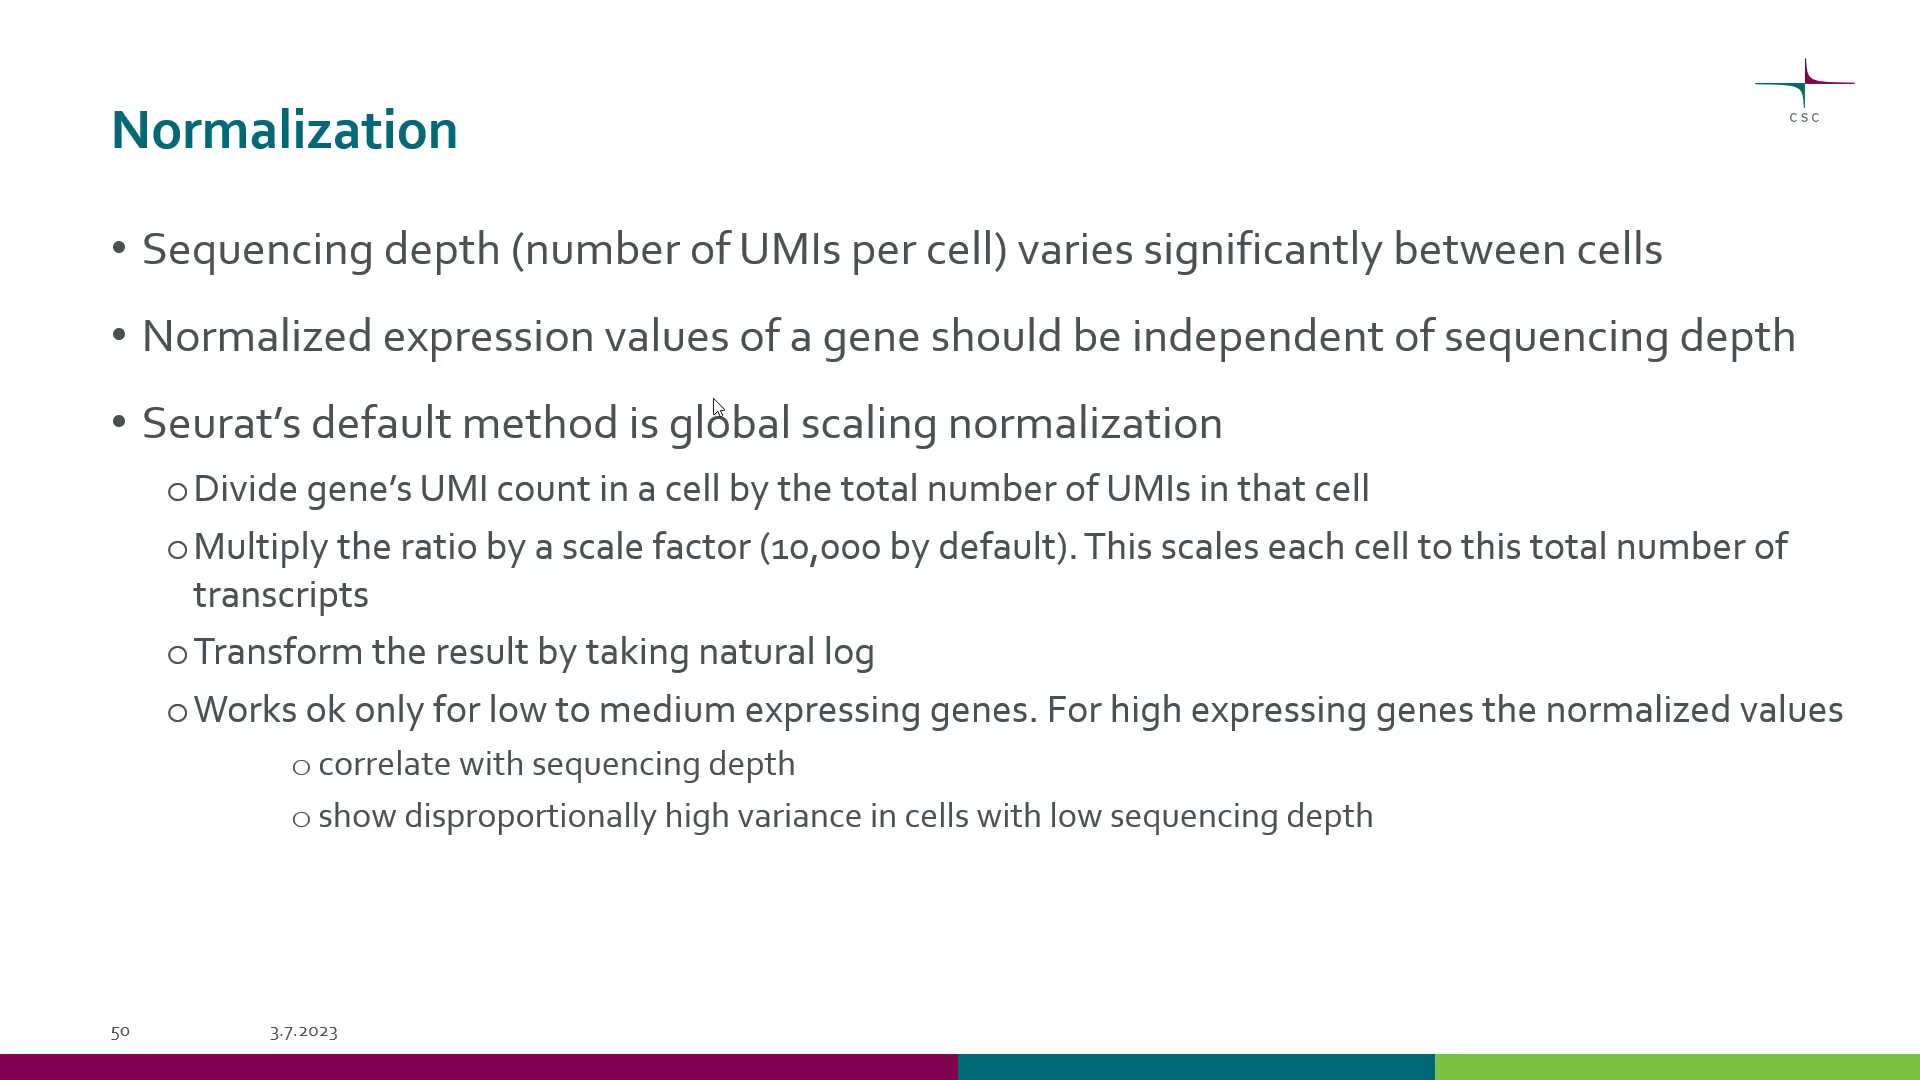 CSC
Normalization
• Sequencing depth (number of UMIs per cell) varies significantly between cells
• Normalized expression values of a gene should be independent of sequencing depth
• Seurat’s default method is global scaling normalization
o Divide gene’s UMI count in a cell by the total number of UMIs in that cell
o Multiply the ratio by a scale factor (10,000 by default). This scales each cell to this total number of
transcripts
o Transform the result by taking natural log
o Works ok only for low to medium expressing genes. For high expressing genes the normalized values
o correlate with sequencing depth
o show disproportionally high variance in cells with low sequencing depth
50 3.7.2023